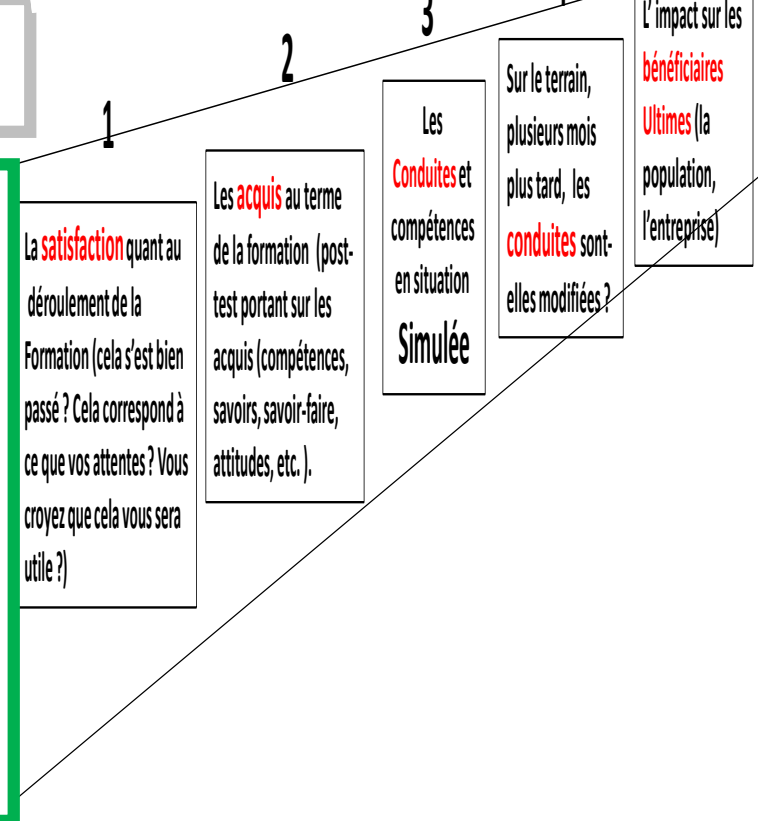 1
2
3
La satisfaction quant au
déroulement de la
Formation (cela s’est bien
passé ? Cela correspond à
ce que vos attentes ? Vous
croyez que cela vous sera
utile ?)
Les acquis au terme
de la formation (post-
test portant sur les
acquis (compétences,
savoirs, savoir-faire,
attitudes, etc. ).
Les
Conduites et
compétences
en situation
Simulée
Sur le terrain,
plusieurs mois
plus tard, les
conduites sont-
elles modifiées ?
L’ impact sur les
bénéficiaires
Ultimes (la
population,
l’entreprise)